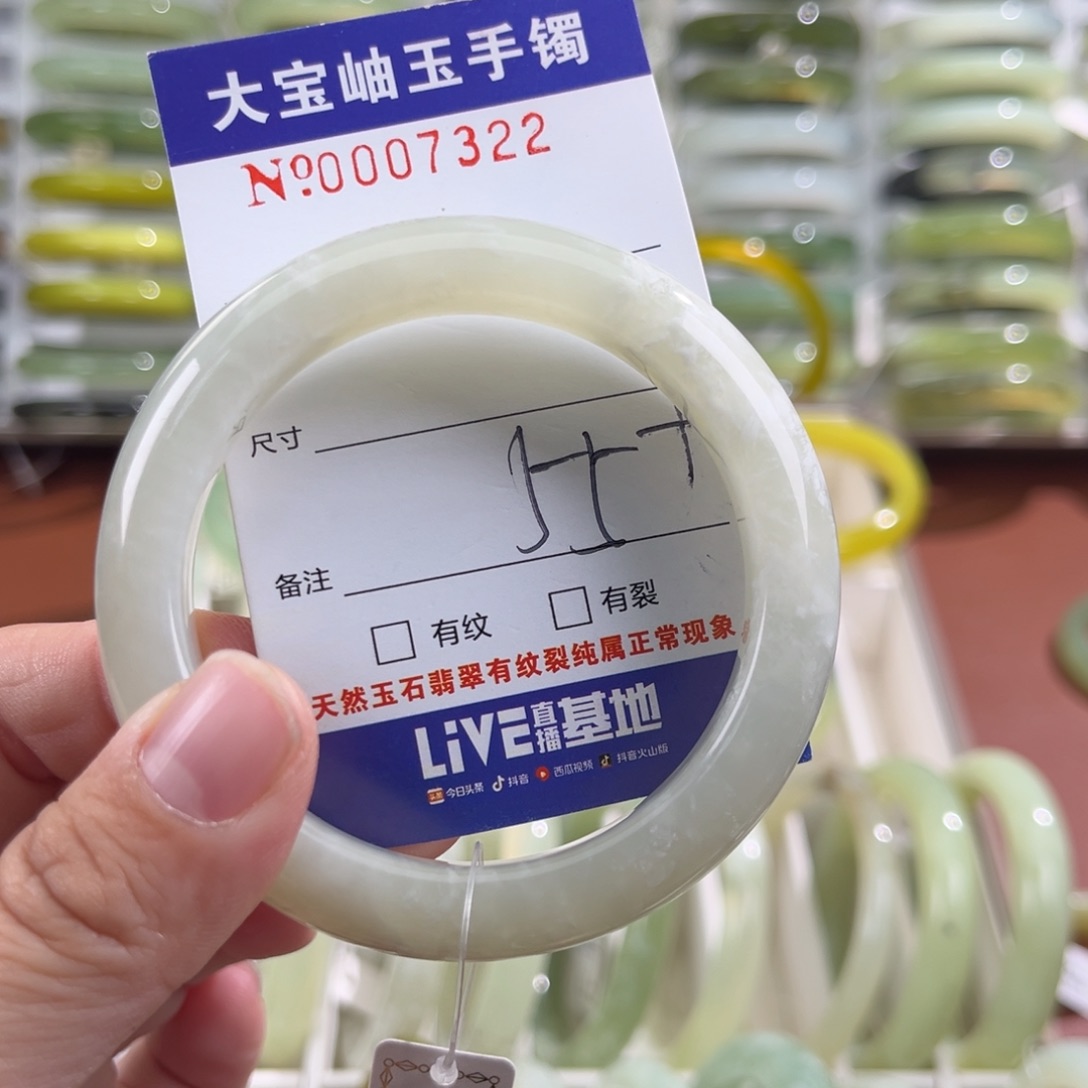 大宝岫玉手镯
Nº0007322
尺寸
备注
有纹 有裂
天然玉石翡翠有纹裂纯属正常现象
LiVE直播基地
今日头条 抖音 西瓜视频 抖音火山版